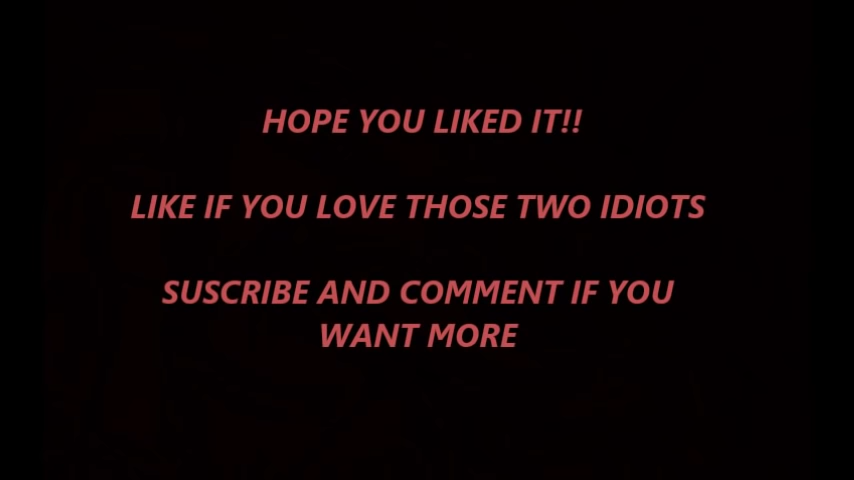 HOPE YOU LIKED IT!!
LIKE IF YOU LOVE THOSE TWO IDIOTS
SUSCRIBE AND COMMENT IF YOU
WANT MORE